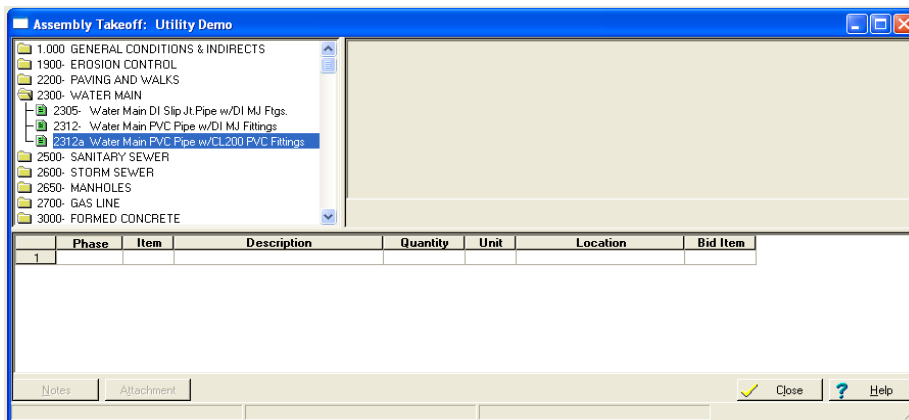 Assembly Takeoff: Utility Demo
1.000 GENERAL CONDITIONS & INDIRECTS
1900- EROSION CONTROL
2200- PAVING AND WALKS
2300- WATER MAIN
2305- Water Main DI Slip Jt.Pipe w/DI MJ Ftgs.
2312- Water Main PVC Pipe w/DI MJ Fittings
2312a Water Main PVC Pipe w/CL200 PVC Fittings
2500- SANITARY SEWER
2600- STORM SEWER
2650- MANHOLES
2700- GAS LINE
3000- FORMED CONCRETE
Phase Item Description Quantity Unit Location Bid Item
1
Notes Attachment Close ? Help